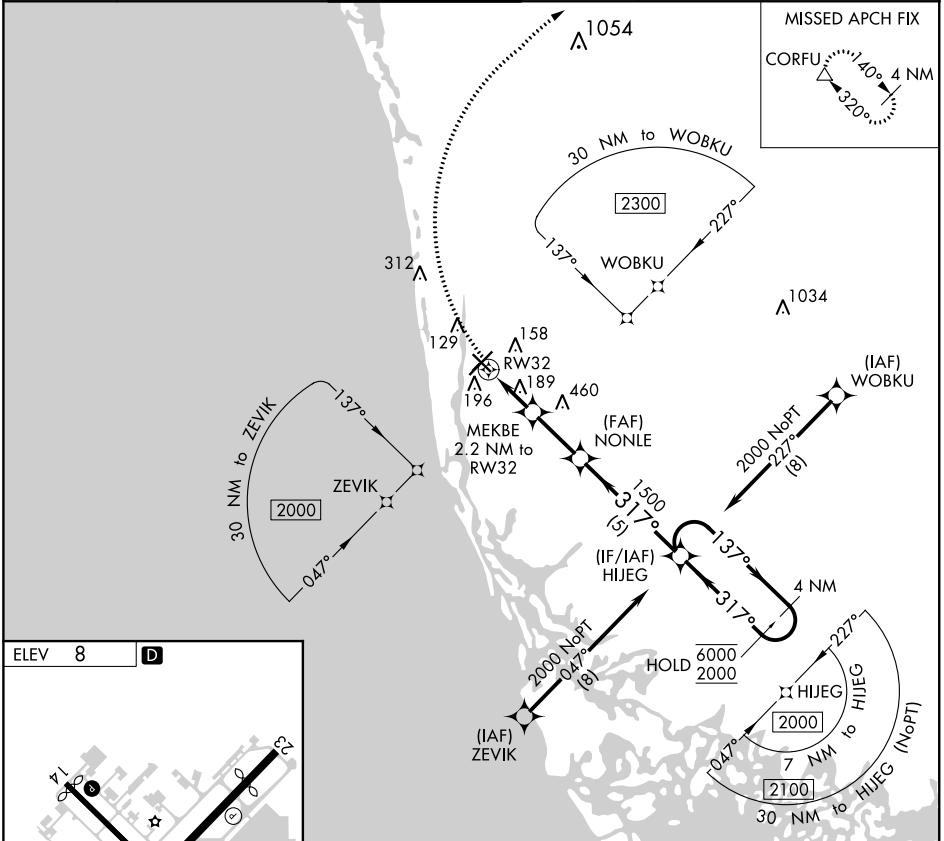 1054
MISSED APCH FIX
CORFU
140°
4 NM
320°
30 NM to WOBKU
2300
137°
227°
WOBKU
312
1034
129
158
RW32
196
189
460
(IAF)
WOBKU
MEKBE
2.2 NM to
RW32
(FAF)
NONLE
2000 NoPT
227°
(8)
30 NM to ZEVIK
137°
ZEVIK
2000
047°
1500
317°
(5)
(IF/IAF)
HIJEG
137°
4 NM
317°
HOLD
6000
2000
227°
HIJEG
2000
047°
7 NM to HIJEG
2100
30 NM to HIJEG (NoPT)
2000 NoPT
047°
(8)
(IAF)
ZEVIK
ELEV 8
D
14
23
P
P